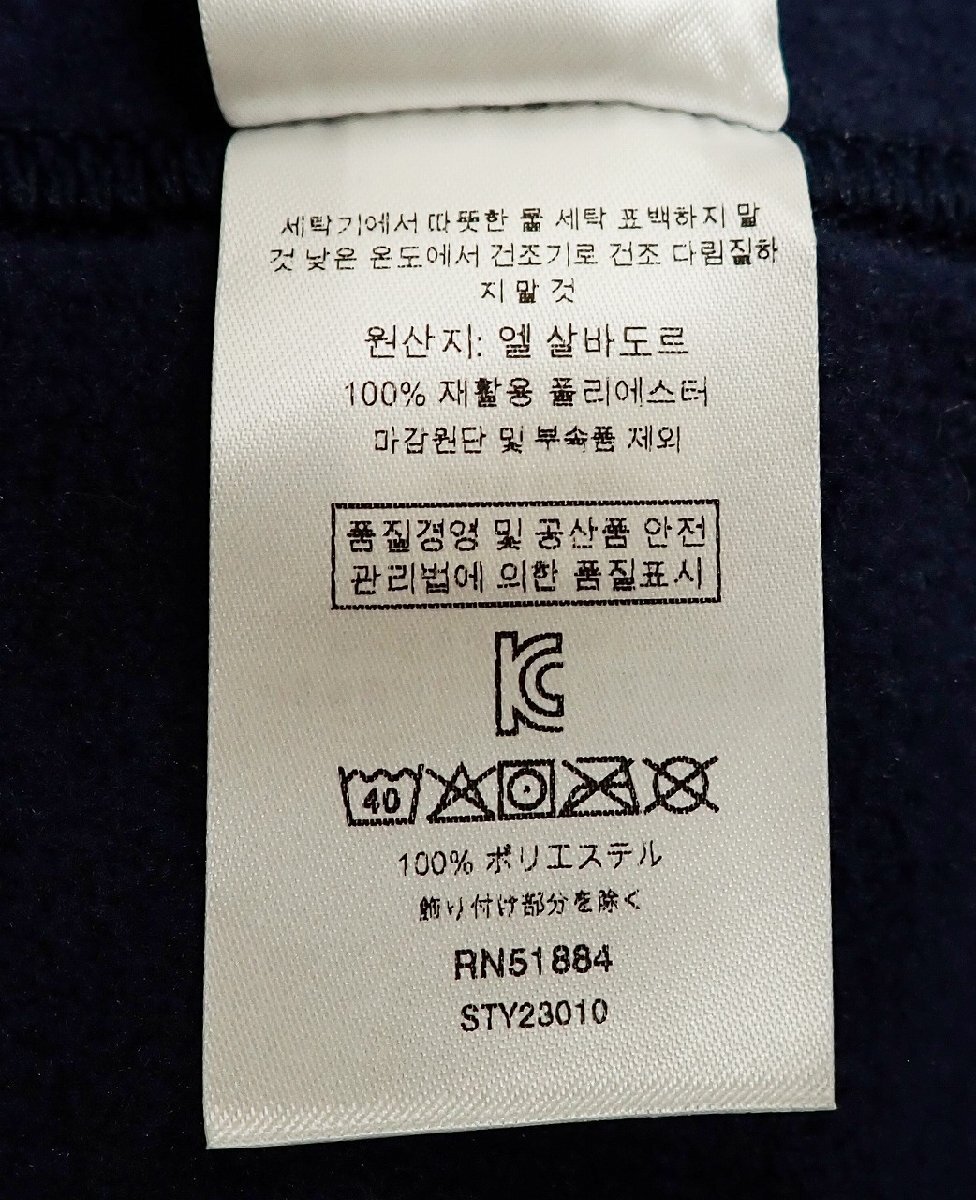 세탁기에서 따뜻한 물 세탁 표백하지 말
것 낮은 온도에서 건조기로 건조 다림질하
지 말 것
원산지: 엘 살바도르
100% 재활용 폴리에스터
마감원단 및 부속품 제외
품질경영 및 공산품 안전
관리법에 의한 품질표시
KC
40
100% ポリエステル
飾り付け部分を除く
RN51884
STY23010